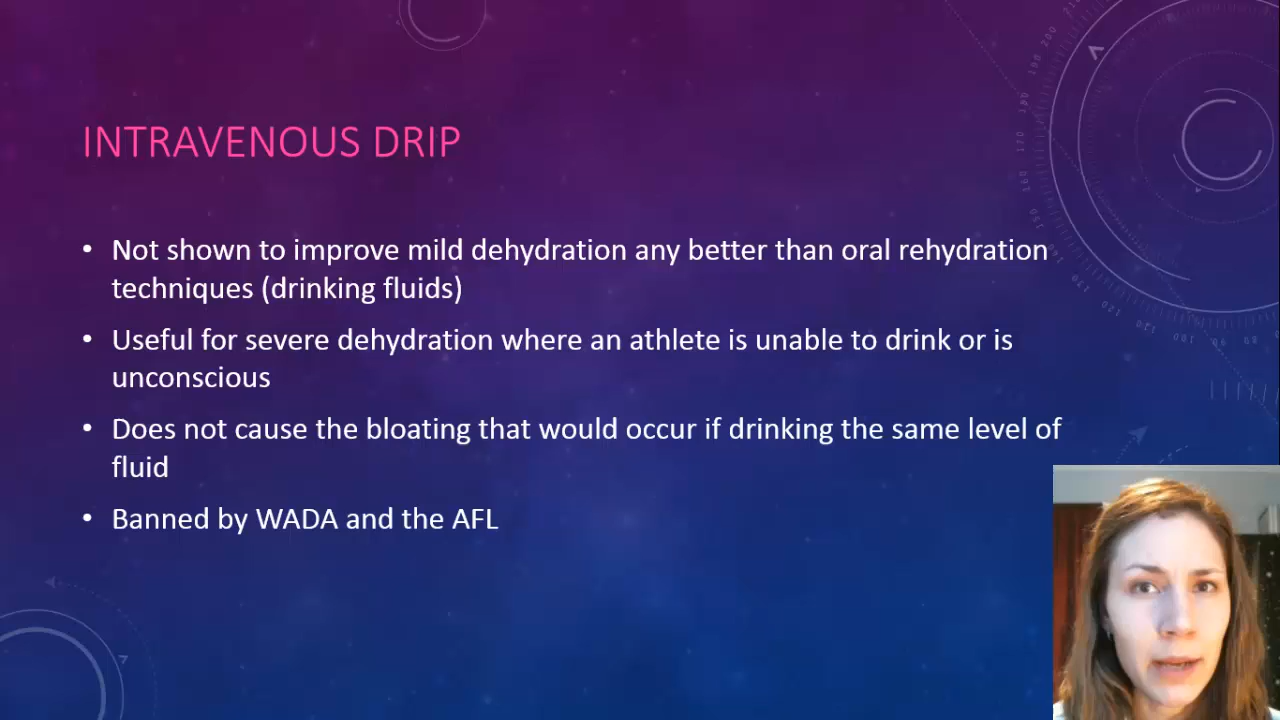 INTRAVENOUS DRIP
• Not shown to improve mild dehydration any better than oral rehydration
techniques (drinking fluids)
• Useful for severe dehydration where an athlete is unable to drink or is
unconscious
• Does not cause the bloating that would occur if drinking the same level of
fluid
• Banned by WADA and the AFL